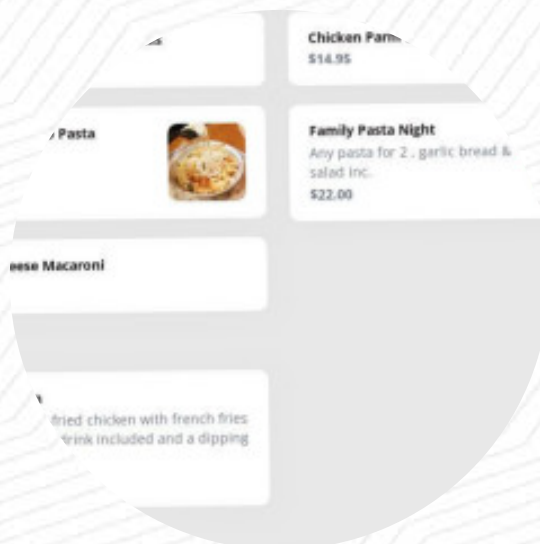 Chicken
$14.95
Pasta
Family Pasta Night
Any pasta for 2 . garlic bread &
salad inc.
$22.00
Macaroni
fried chicken with french fries
drink included and a dipping